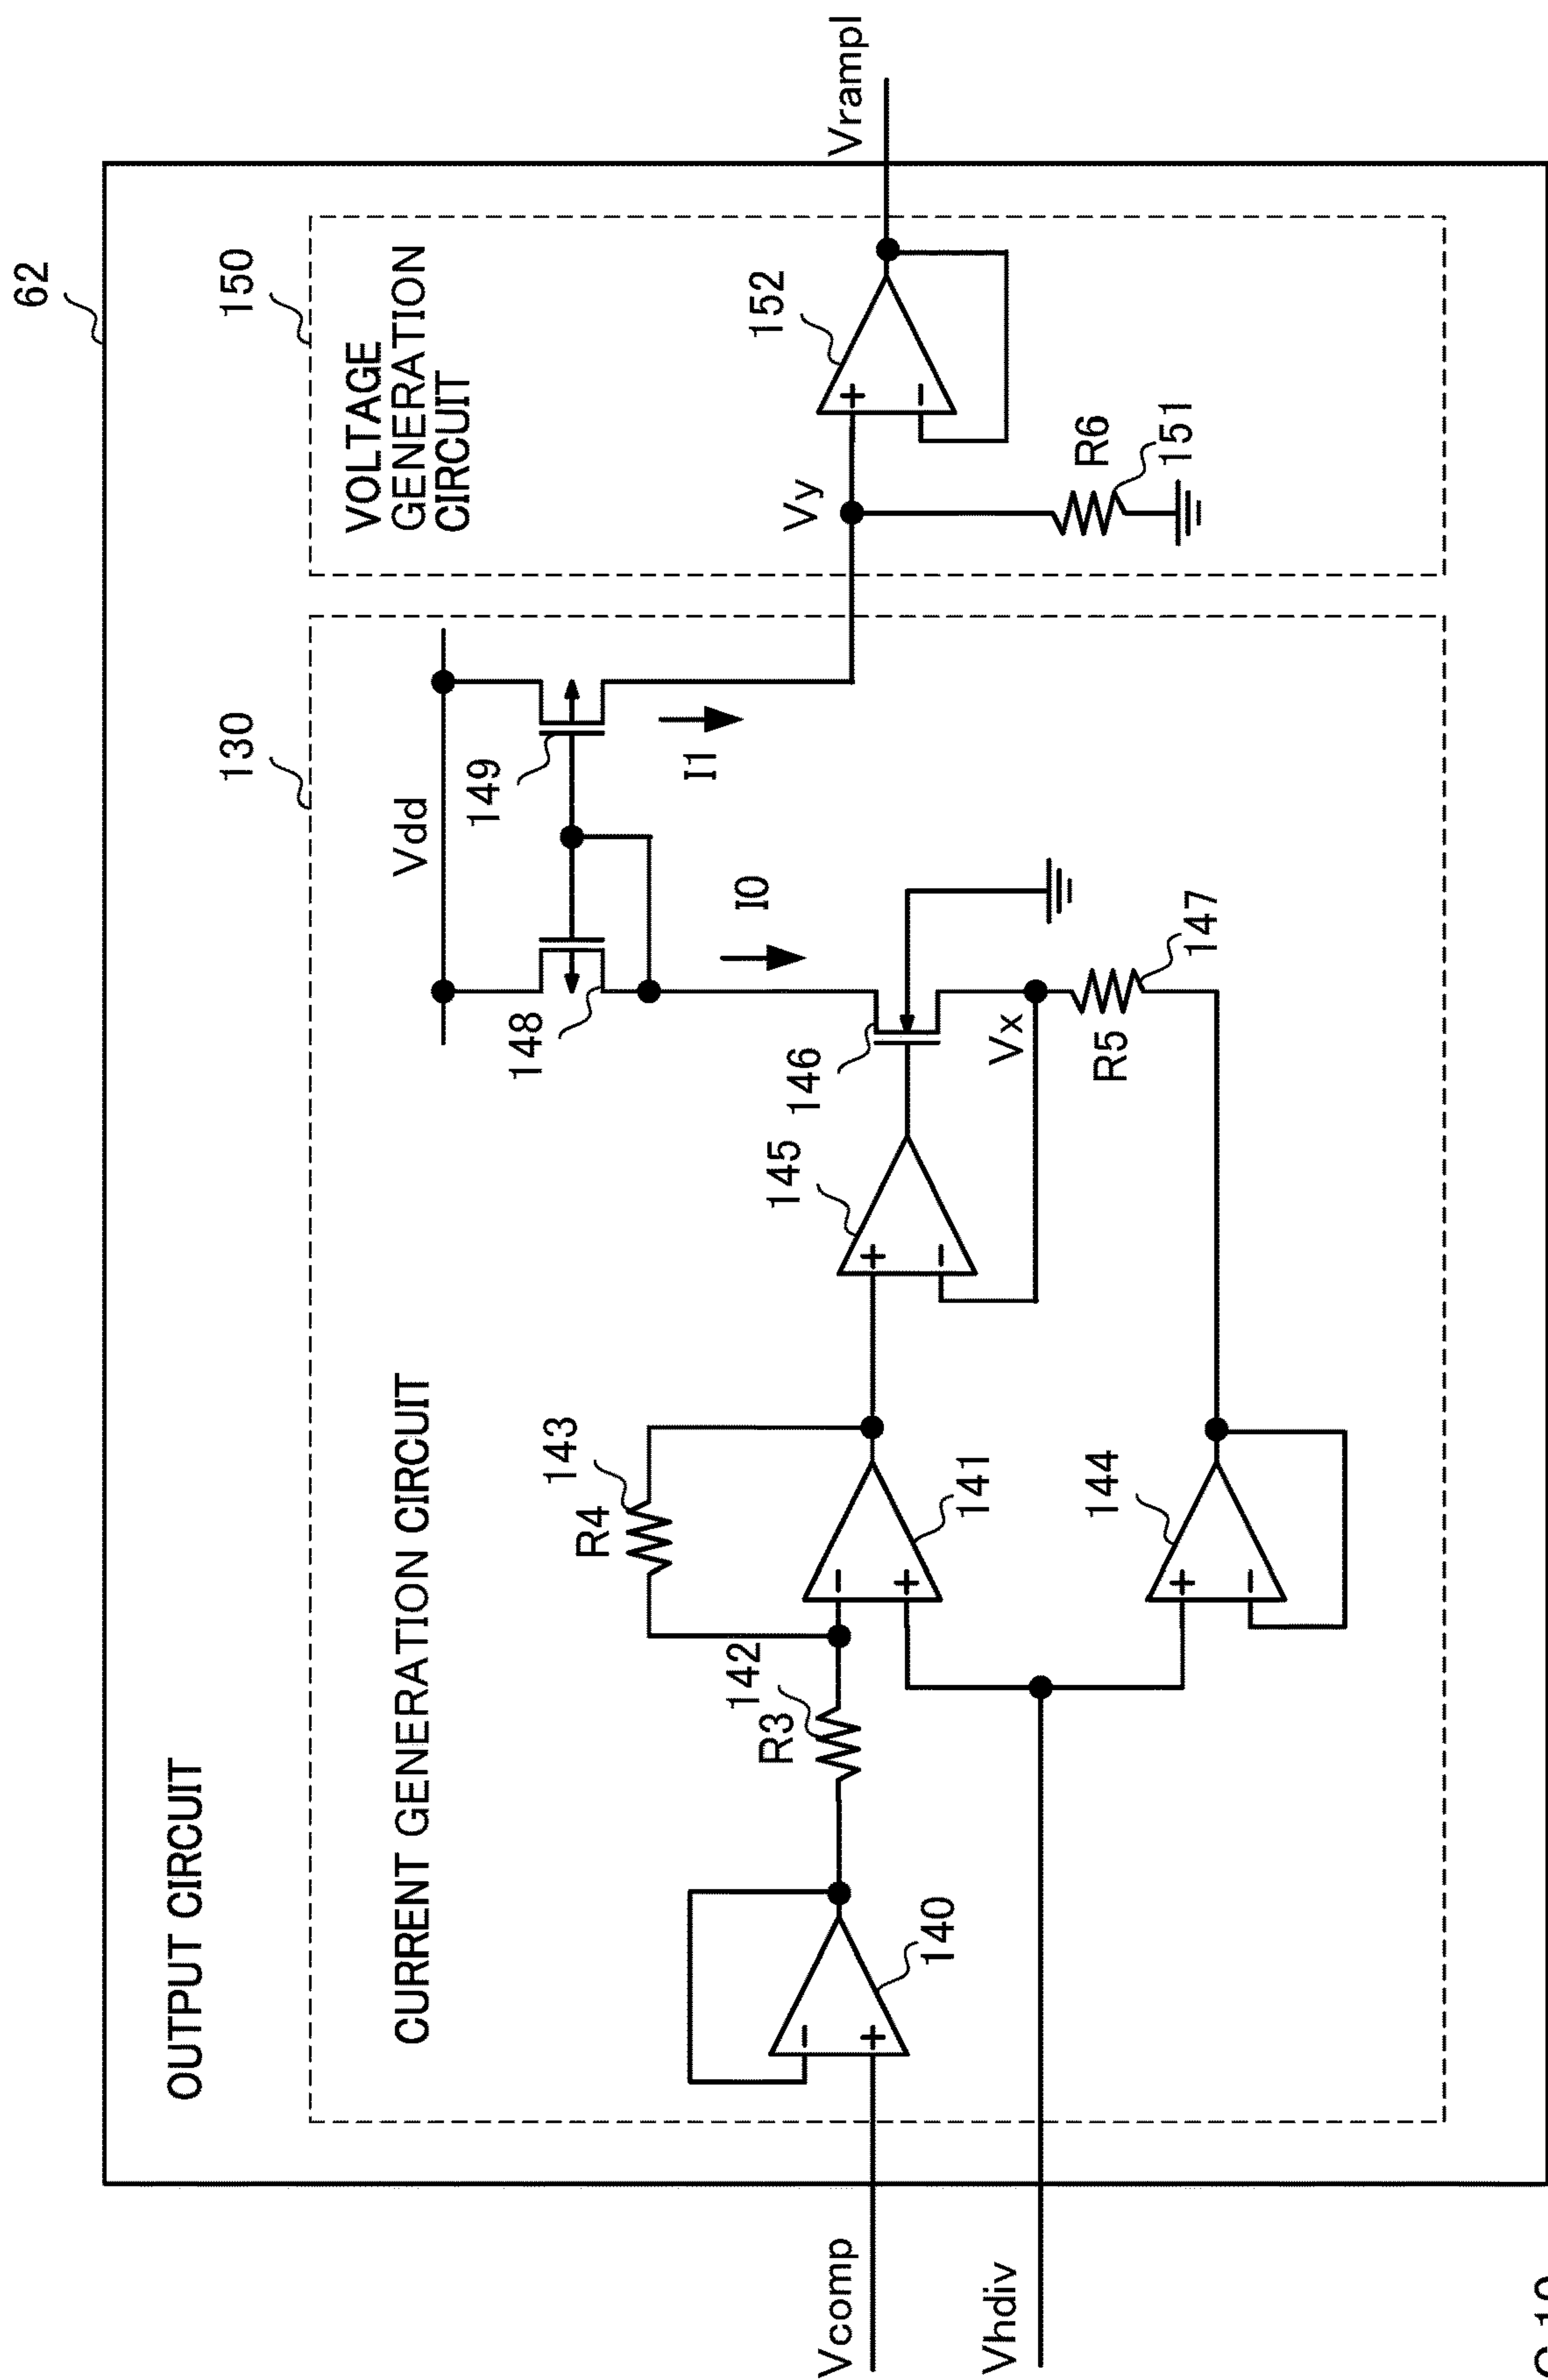 62
OUTPUT CIRCUIT
130
150
CURRENT GENERATION CIRCUIT
VOLTAGE
GENERATION
CIRCUIT
Vdd
148
149
I0
I1
143
R4
142
R3
140
-
+
141
-
+
145
+
-
146
Vx
R5
147
144
+
-
Vy
152
+
-
R6
151
Vcomp
Vhdiv
Vrampl